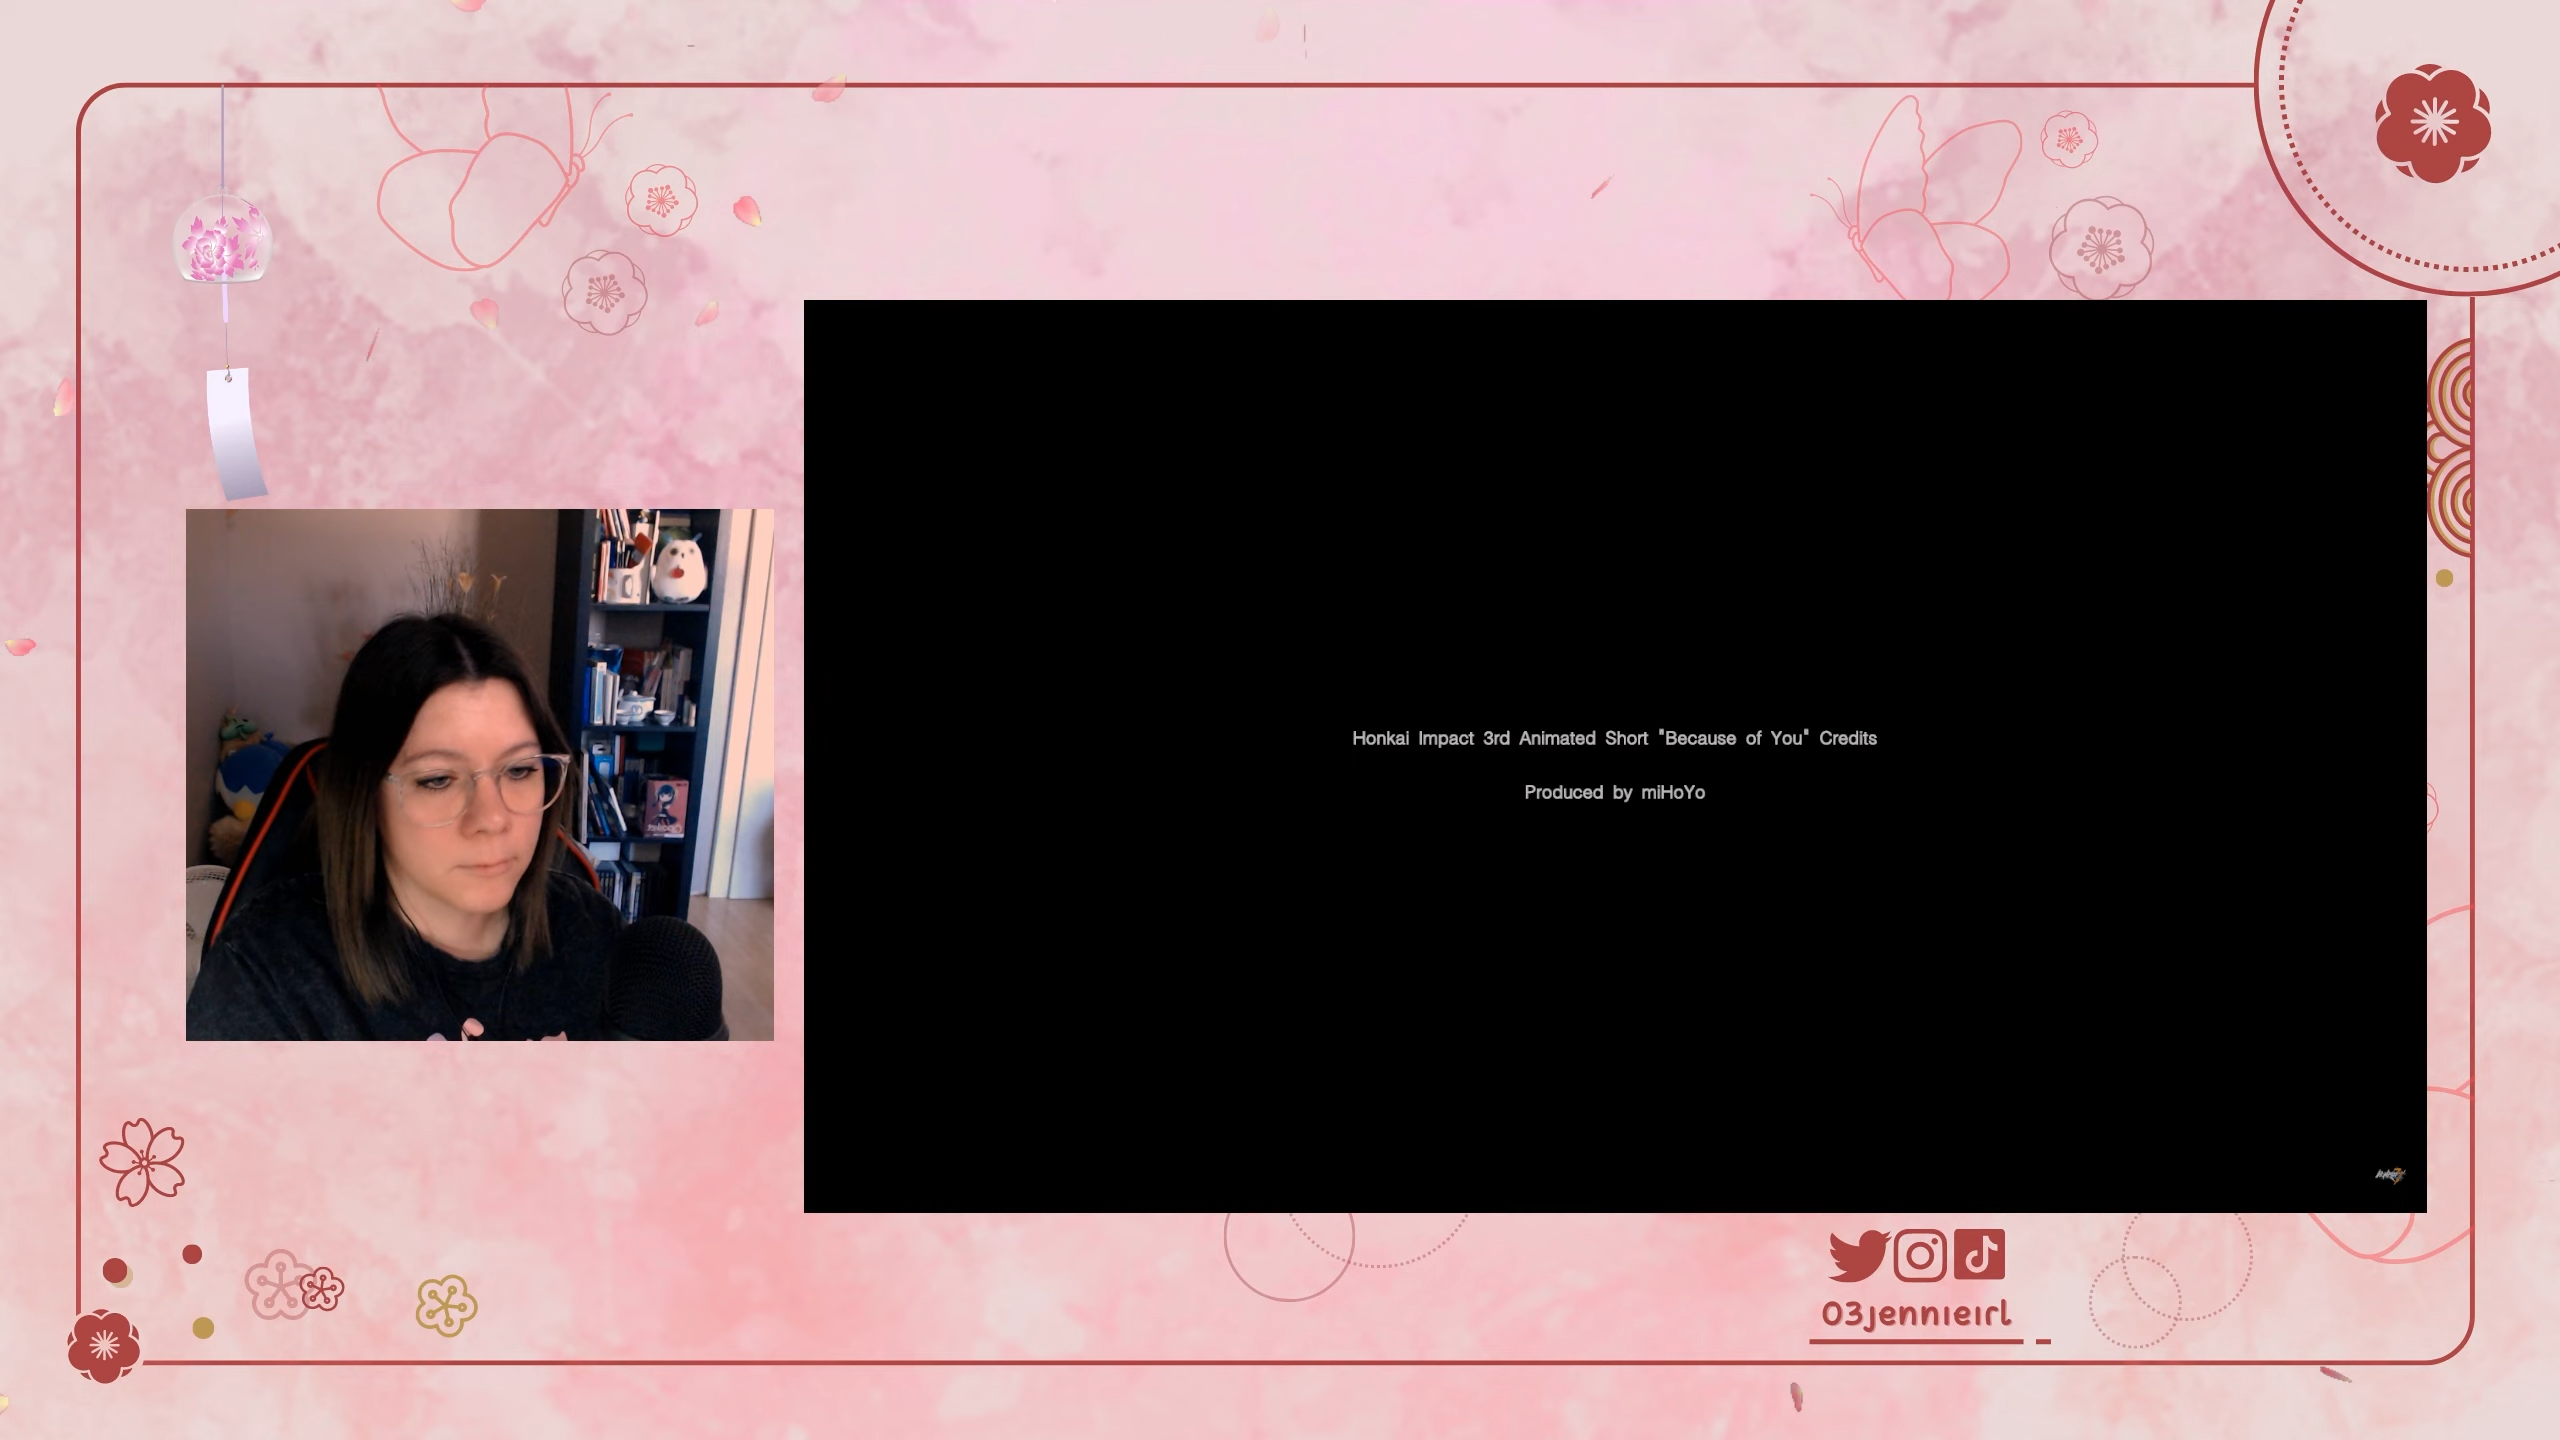 Honkai Impact 3rd Animated Short "Because of You" Credits
Produced by miHoYo
03jennieirl